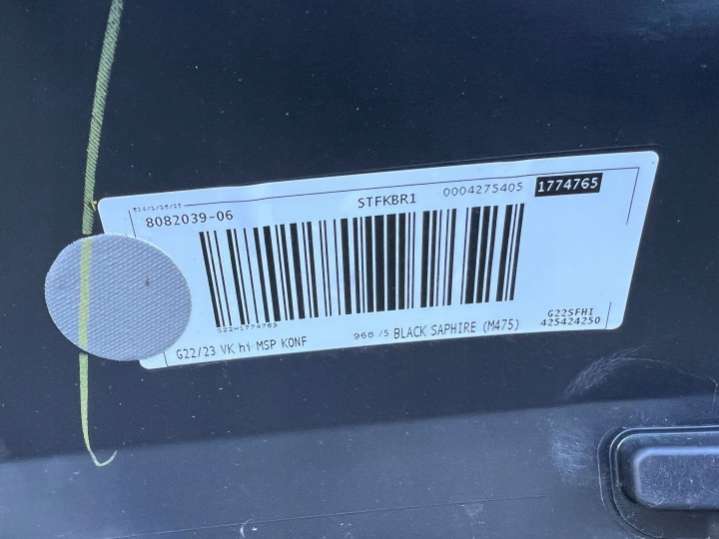 8082039-06
STFKBR1
0004275405
1774765
G22/23 VK hi MSP KONF
968 /5 BLACK SAPHIRE (M475)
G22SFHI
425424250